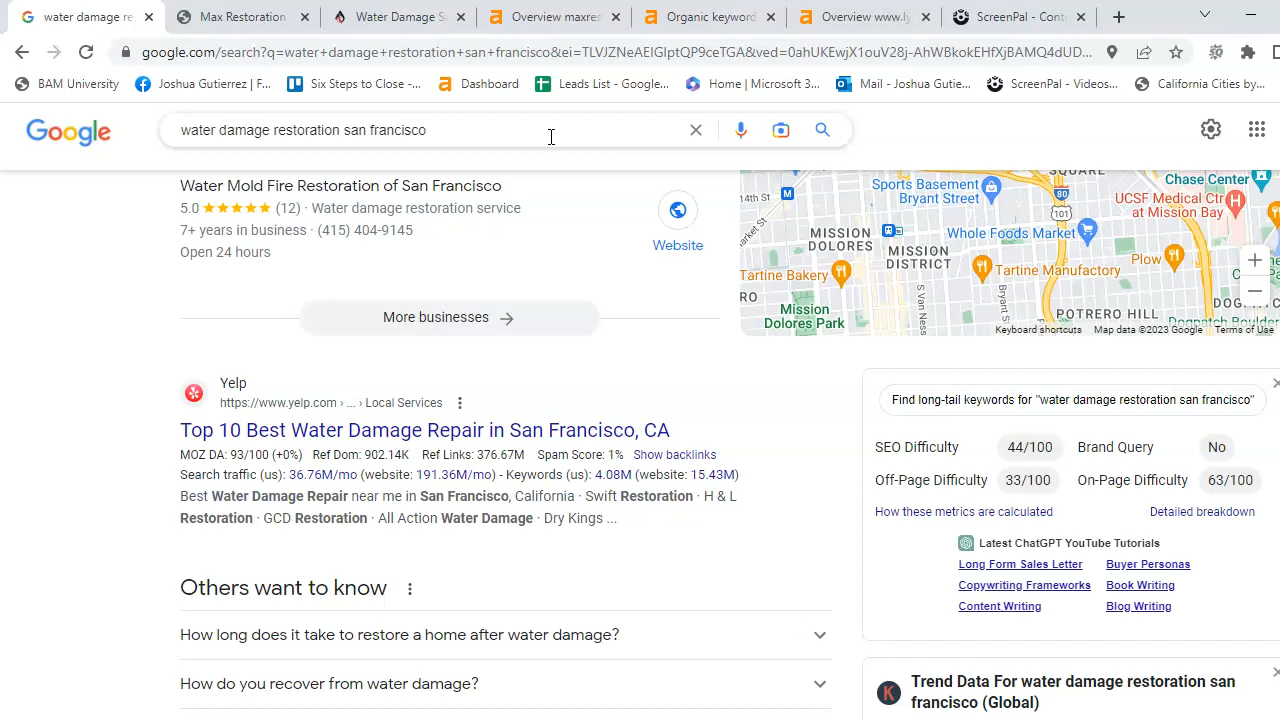 water damage re
Max Restoration
Water Damage S
Overview maxres
Organic keyword
Overview www.ly
ScreenPal - Cont
google.com/search?q=water+damage+restoration+san+francisco&ei=TLVJZNeAEIGlptQP9ceTGA&ved=0ahUKEwjX1ouV28j-AhWBkokEHfXjBAMQ4dUD...
BAM University
Joshua Gutierrez | F...
Six Steps to Close -...
Dashboard
Leads List - Google...
Home | Microsoft 3...
Mail - Joshua Gutie...
ScreenPal - Videos...
California Cities by...
Google
water damage restoration san francisco
Water Mold Fire Restoration of San Francisco
5.0 ★★★★★ (12) · Water damage restoration service
7+ years in business · (415) 404-9145
Open 24 hours
Website
More businesses
SQUARE
Chase Center
Sports Basement
Bryant Street
UCSF Medical Ctr
at Mission Bay
14th St
M
80
101
MISSION
DOLORES
Whole Foods Market
MISSION
DISTRICT
Plow
Tartine Bakery
Tartine Manufactory
S Van Ness
Bryant St
Mission
Dolores Park
POTRERO HILL
Dogpatch Boulder
Keyboard shortcuts
Map data ©2023 Google
Terms of Use
Yelp
https://www.yelp.com › ... › Local Services
Top 10 Best Water Damage Repair in San Francisco, CA
MOZ DA: 93/100 (+0%) Ref Dom: 902.14K Ref Links: 376.67M Spam Score: 1% Show backlinks
Search traffic (us): 36.76M/mo (website: 191.36M/mo) - Keywords (us): 4.08M (website: 15.43M)
Best Water Damage Repair near me in San Francisco, California · Swift Restoration · H & L
Restoration · GCD Restoration · All Action Water Damage · Dry Kings ...
Others want to know
How long does it take to restore a home after water damage?
How do you recover from water damage?
Find long-tail keywords for "water damage restoration san francisco"
SEO Difficulty 44/100 Brand Query No
Off-Page Difficulty 33/100 On-Page Difficulty 63/100
How these metrics are calculated Detailed breakdown
Latest ChatGPT YouTube Tutorials
Long Form Sales Letter Buyer Personas
Copywriting Frameworks Book Writing
Content Writing Blog Writing
K
Trend Data For water damage restoration san
francisco (Global)